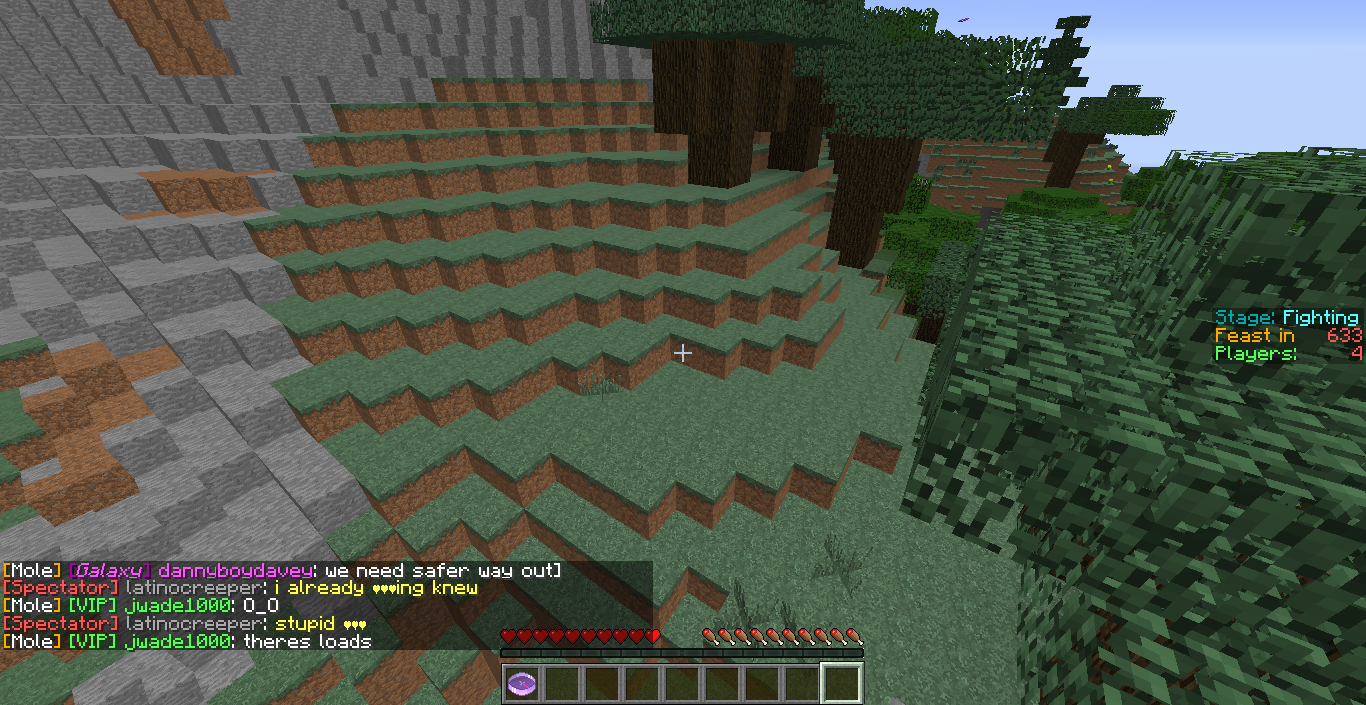 Stage: Fighting
Feast in 633
Players: 4
[Mole] [Galaxy] dannyboydavey: we need safer way out]
[Spectator] latinocreeper: i already ♥♥♥ing knew
[Mole] [VIP] jwade1000: O_O
[Spectator] latinocreeper: stupid ♥♥♥
[Mole] [VIP] jwade1000: theres loads